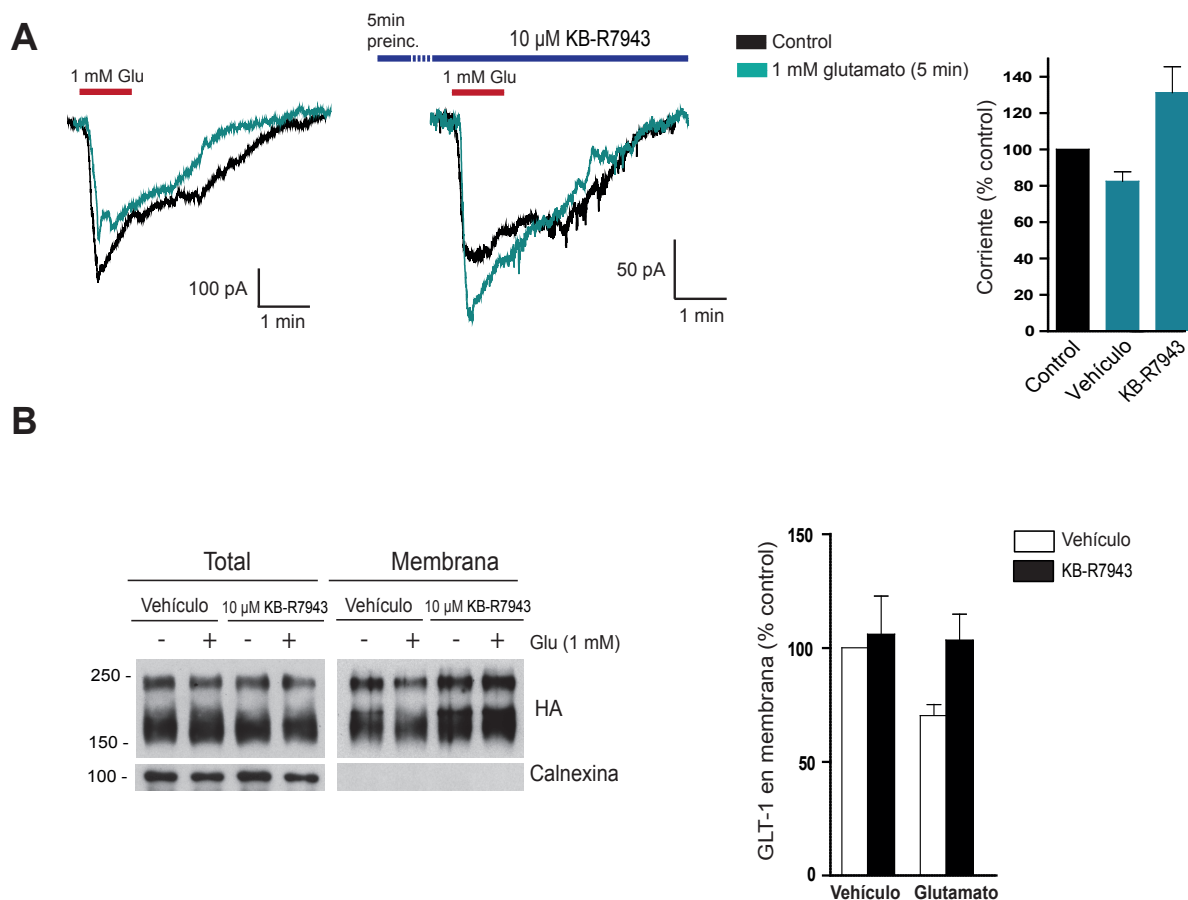 A
5min
preinc.
10 µM KB-R7943
1 mM Glu
1 mM Glu
100 pA
1 min
50 pA
1 min
Control
1 mM glutamato (5 min)
Corriente (% control)
140
120
100
80
60
40
20
0
Control
Vehículo
KB-R7943
B
Total
Membrana
Vehículo
10 µM KB-R7943
Vehículo
10 µM KB-R7943
- + - +
- + - +
Glu (1 mM)
250 -
150 -
100 -
HA
Calnexina
GLT-1 en membrana (% control)
150
100
50
0
Vehículo
KB-R7943
Vehículo
Glutamato